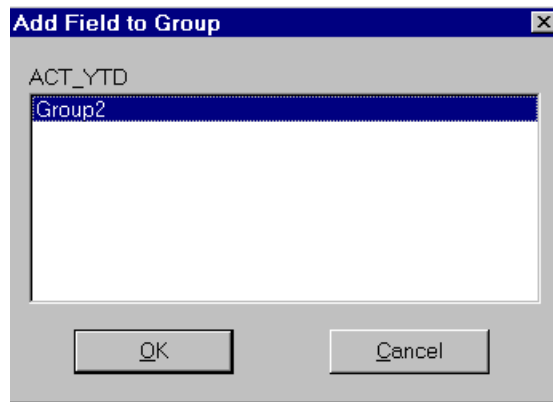 Add Field to Group
ACT_YTD
Group2
OK
Cancel